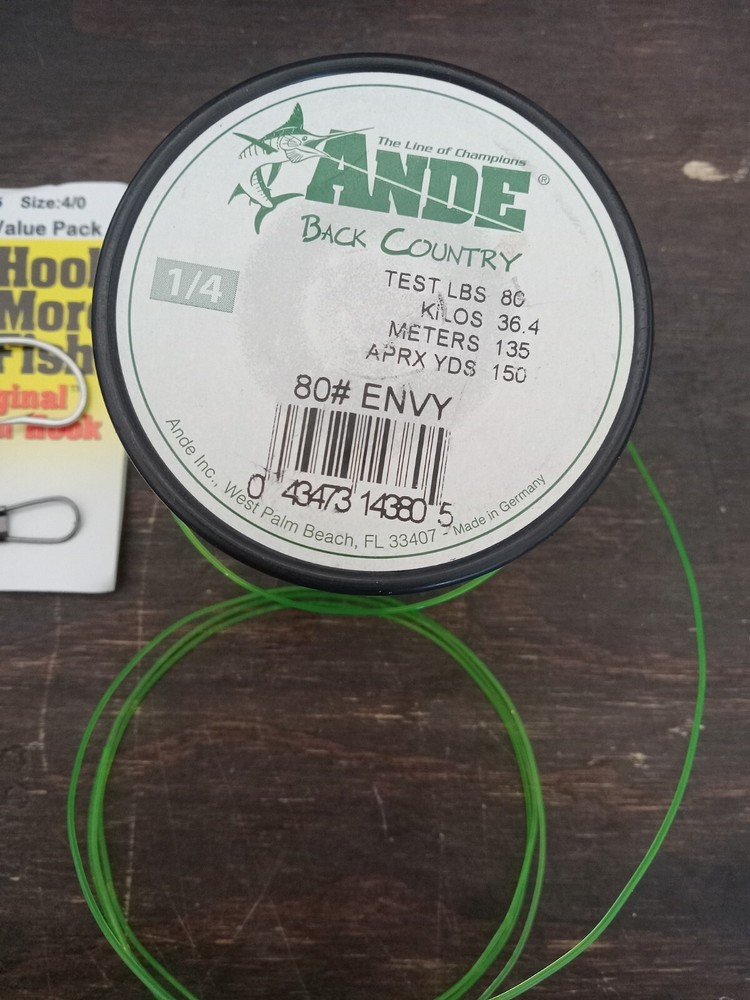 Size:4/0
Value Pack
Hool
More
Fish
ginal
Hook
The Line of Champions
ANDE®
BACK COUNTRY
1/4
TEST LBS 80
KILOS 36.4
METERS 135
APRX YDS 150
80# ENVY
0 43473 14380 5
Ande Inc., West Palm Beach, FL 33407 - Made in Germany